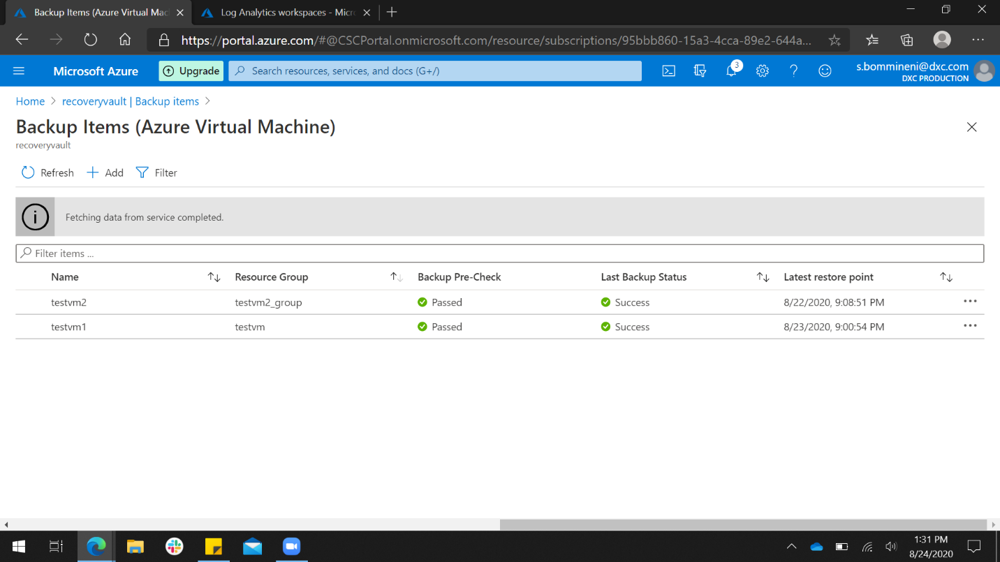 Backup Items (Azure Virtual Mac
Log Analytics workspaces - Micro
https://portal.azure.com/#@CSCPortal.onmicrosoft.com/resource/subscriptions/95bbb860-15a3-4cca-89e2-644a...
Microsoft Azure
Upgrade
Search resources, services, and docs (G+/)
3
s.bommineni@dxc.com
DXC PRODUCTION
Home > recoveryvault | Backup items >
Backup Items (Azure Virtual Machine)
recoveryvault
Refresh Add Filter
Fetching data from service completed.
Filter items ...
Name Resource Group Backup Pre-Check Last Backup Status Latest restore point
testvm2 testvm2_group Passed Success 8/22/2020, 9:08:51 PM
testvm1 testvm Passed Success 8/23/2020, 9:00:54 PM
1:31 PM
8/24/2020